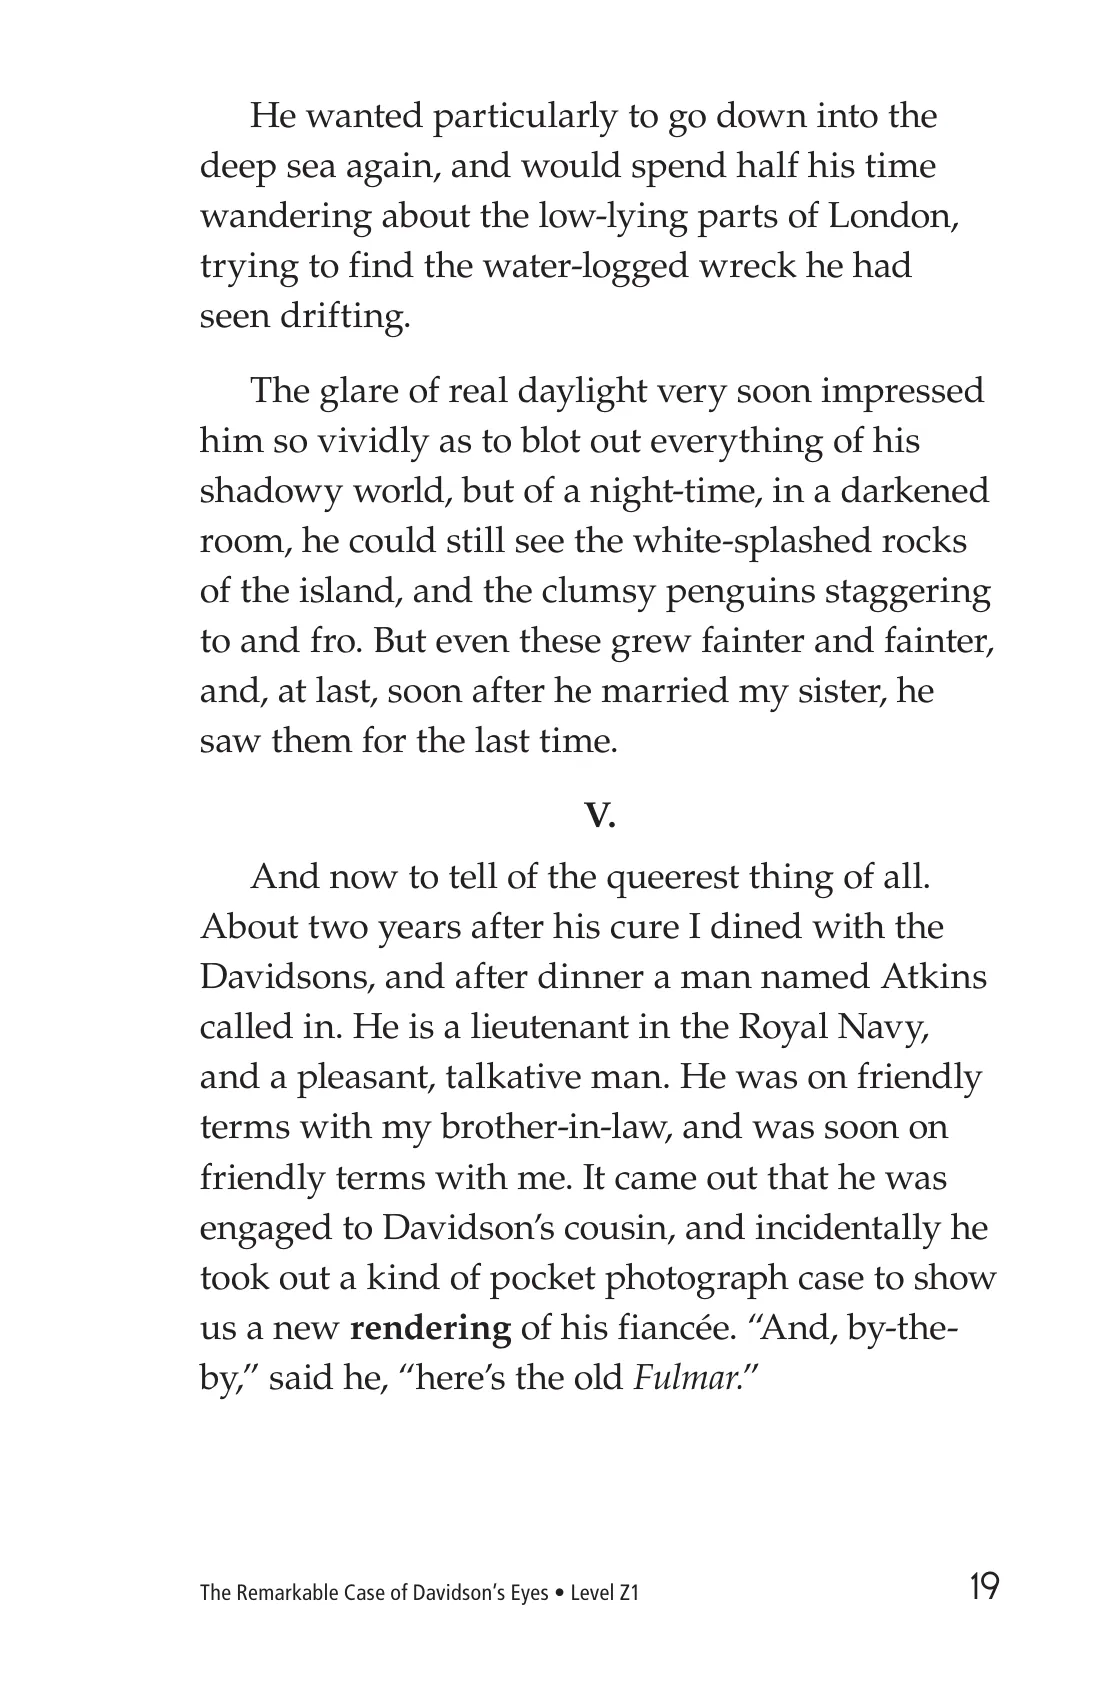 He wanted particularly to go down into the
deep sea again, and would spend half his time
wandering about the low-lying parts of London,
trying to find the water-logged wreck he had
seen drifting.
The glare of real daylight very soon impressed
him so vividly as to blot out everything of his
shadowy world, but of a night-time, in a darkened
room, he could still see the white-splashed rocks
of the island, and the clumsy penguins staggering
to and fro. But even these grew fainter and fainter,
and, at last, soon after he married my sister, he
saw them for the last time.
V.
And now to tell of the queerest thing of all.
About two years after his cure I dined with the
Davidsons, and after dinner a man named Atkins
called in. He is a lieutenant in the Royal Navy,
and a pleasant, talkative man. He was on friendly
terms with my brother-in-law, and was soon on
friendly terms with me. It came out that he was
engaged to Davidson’s cousin, and incidentally he
took out a kind of pocket photograph case to show
us a new rendering of his fiancée. “And, by-the-
by,” said he, “here’s the old Fulmar.”
The Remarkable Case of Davidson’s Eyes • Level Z1
19